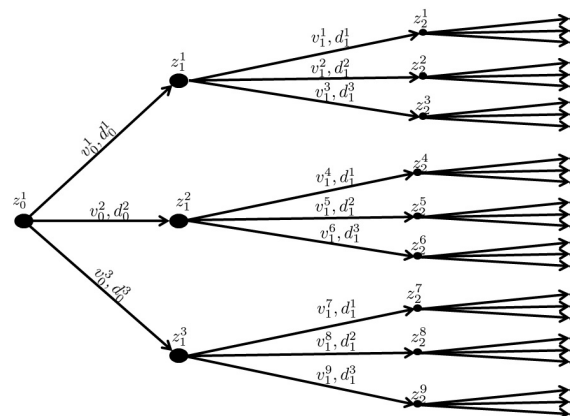 z_2^1
v_1^1, d_1^1
z_1^1
v_1^2, d_1^2
z_2^2
v_1^3, d_1^3
z_2^3
v_0^1, d_0^1
z_2^4
v_1^4, d_1^1
z_0^1
v_0^2, d_0^2
z_1^2
v_1^5, d_1^2
z_2^5
v_1^6, d_1^3
z_2^6
v_0^3, d_0^3
z_2^7
v_1^7, d_1^1
z_1^3
v_1^8, d_1^2
z_2^8
v_1^9, d_1^3
z_2^9